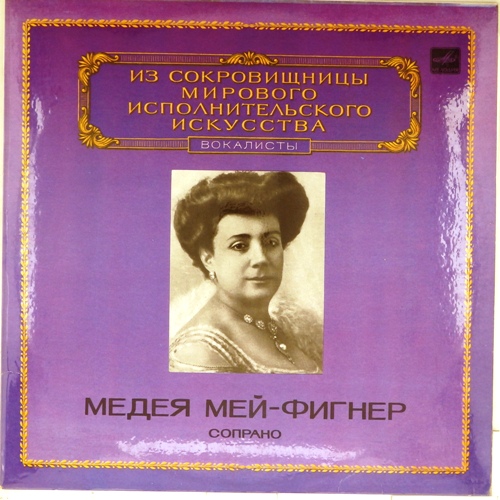 ИЗ СОКРОВИЩНИЦЫ
МИРОВОГО
ИСПОЛНИТЕЛЬСКОГО
ИСКУССТВА
ВОКАЛИСТЫ
МЕДЕЯ МЕЙ-ФИГНЕР
СОПРАНО